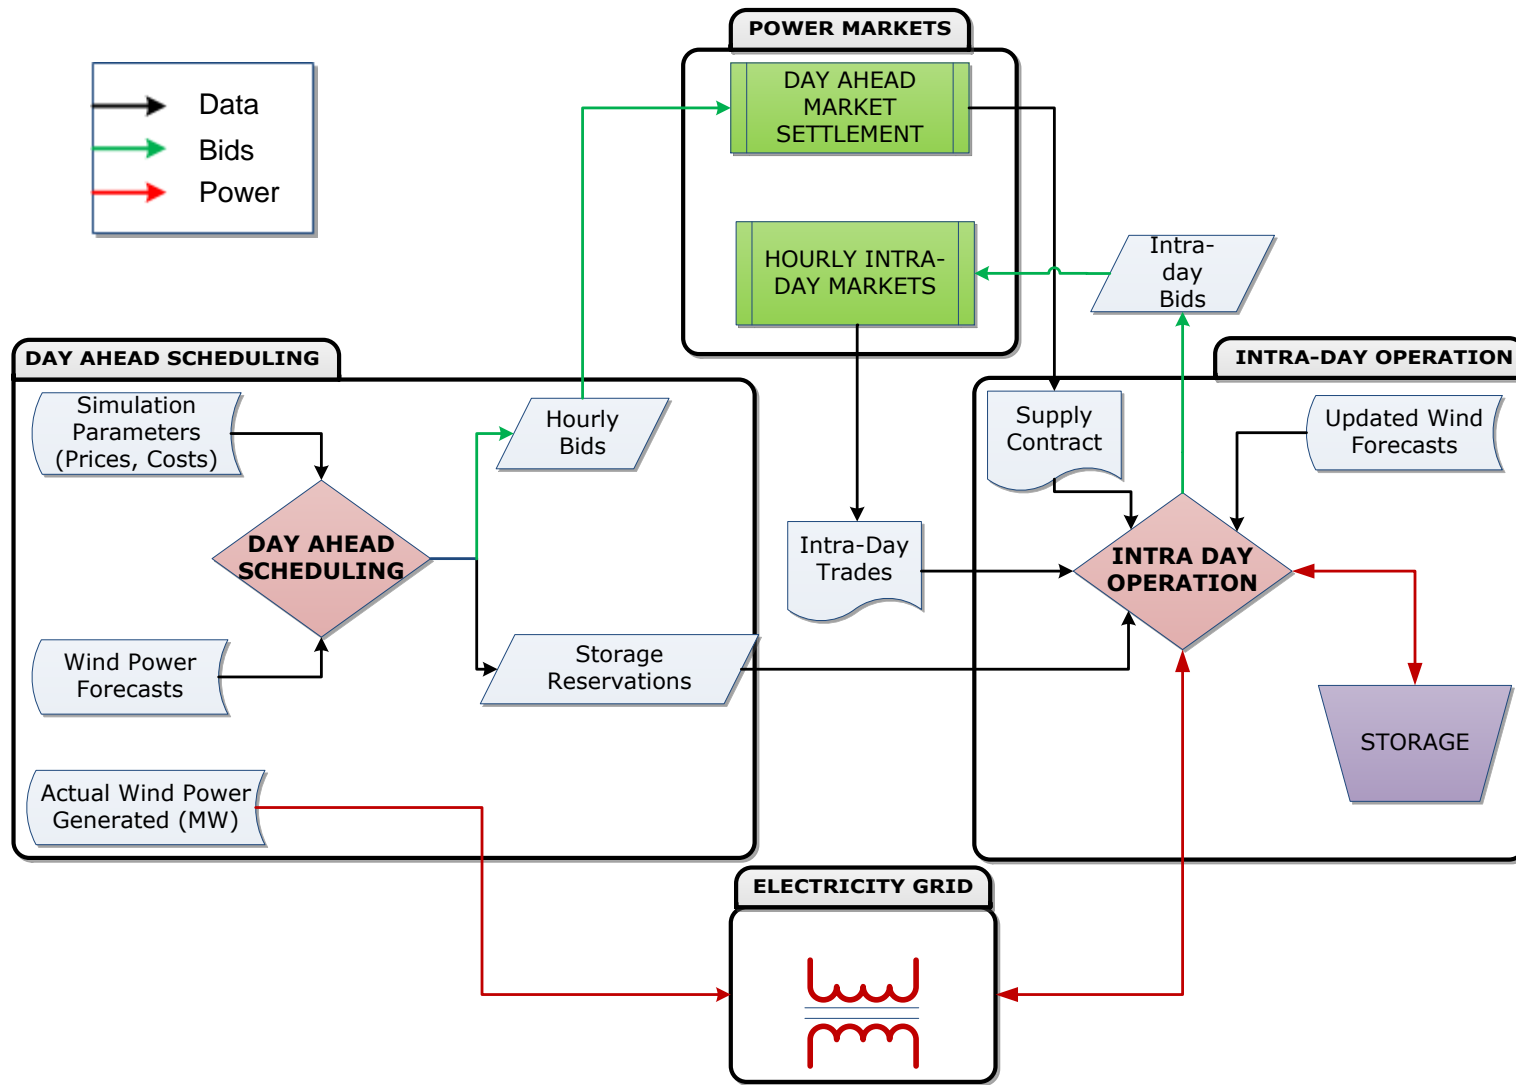 POWER MARKETS
Data
Bids
Power
DAY AHEAD
MARKET
SETTLEMENT
HOURLY INTRA-
DAY MARKETS
Intra-
day
Bids
DAY AHEAD SCHEDULING
Simulation
Parameters
(Prices, Costs)
Hourly
Bids
DAY AHEAD
SCHEDULING
Wind Power
Forecasts
Storage
Reservations
Actual Wind Power
Generated (MW)
INTRA-DAY OPERATION
Supply
Contract
Updated Wind
Forecasts
Intra-Day
Trades
INTRA DAY
OPERATION
STORAGE
ELECTRICITY GRID